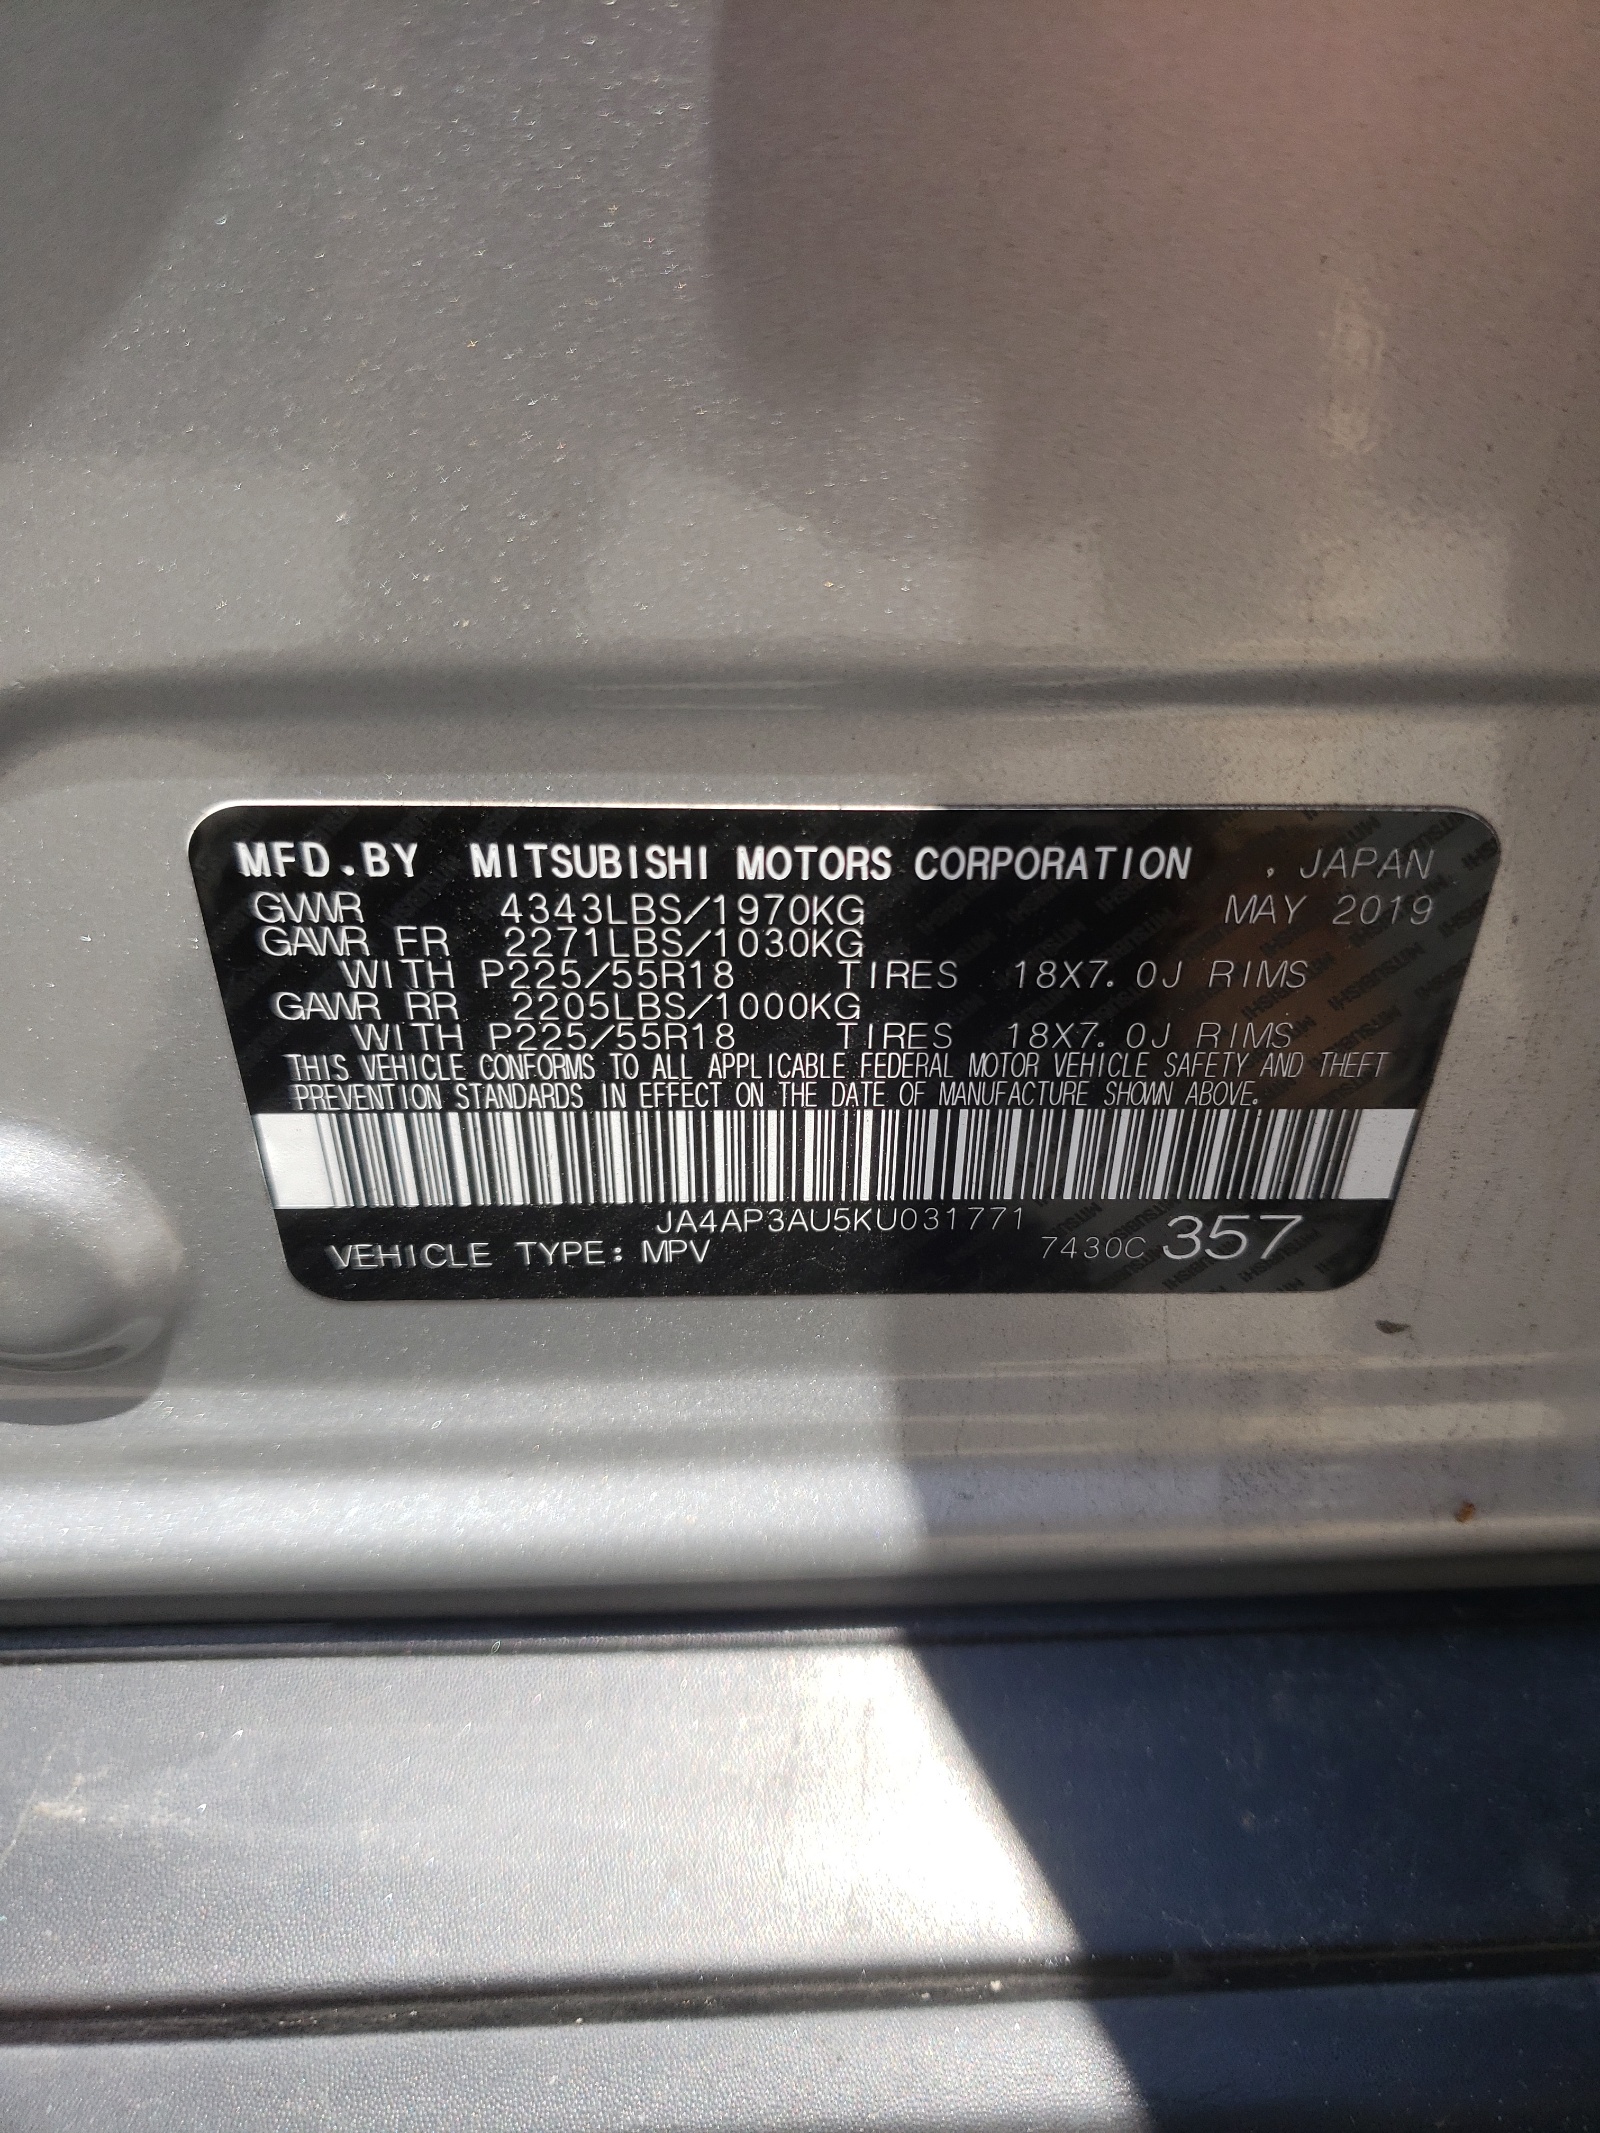 MFD.BY MITSUBISHI MOTORS CORPORATION , JAPAN
GVWR 4343LBS/1970KG MAY 2019
GAWR FR 2271LBS/1030KG
WITH P225/55R18 TIRES 18X7.0J RIMS
GAWR RR 2205LBS/1000KG
WITH P225/55R18 TIRES 18X7.0J RIMS
THIS VEHICLE CONFORMS TO ALL APPLICABLE FEDERAL MOTOR VEHICLE SAFETY AND THEFT
PREVENTION STANDARDS IN EFFECT ON THE DATE OF MANUFACTURE SHOWN ABOVE.
JA4AP3AU5KU031771
VEHICLE TYPE: MPV 7430C 357